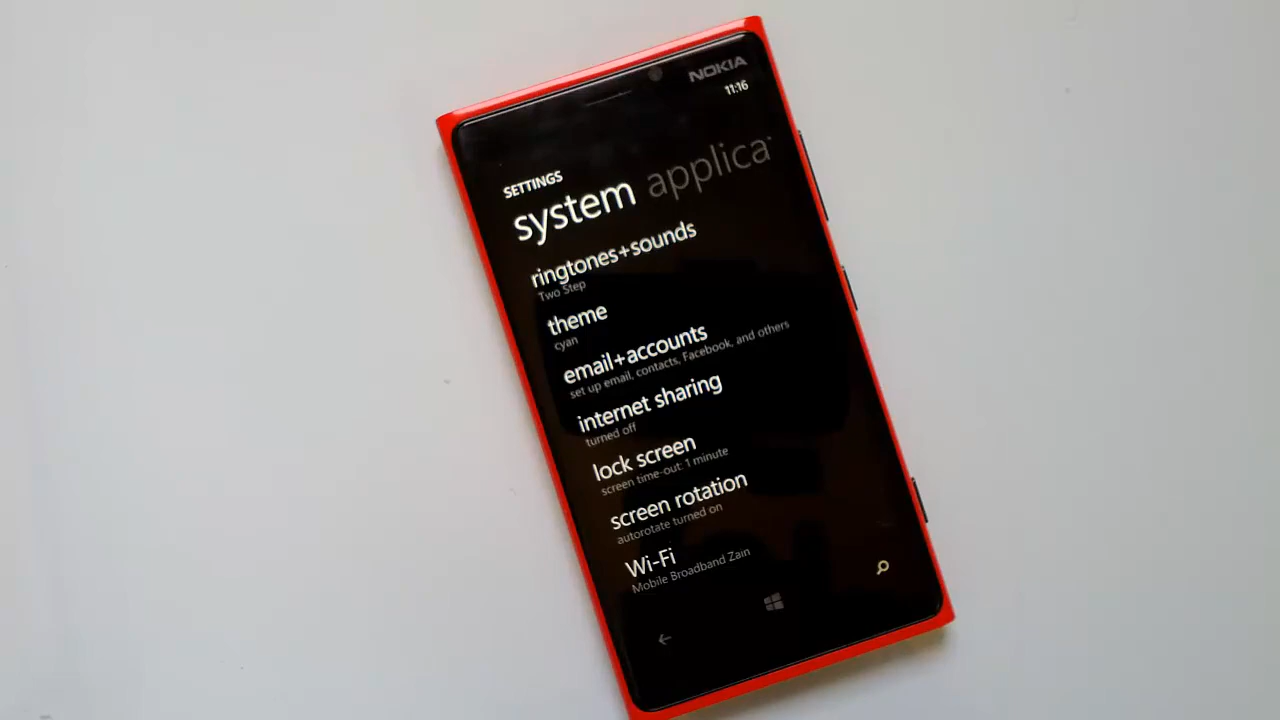 NOKIA
11:16
SETTINGS
system applica
ringtones+sounds
Two Step
theme
cyan
email+accounts
set up email, contacts, Facebook, and others
internet sharing
turned off
lock screen
screen time-out: 1 minute
screen rotation
autorotate turned on
Wi-Fi
Mobile Broadband Zain